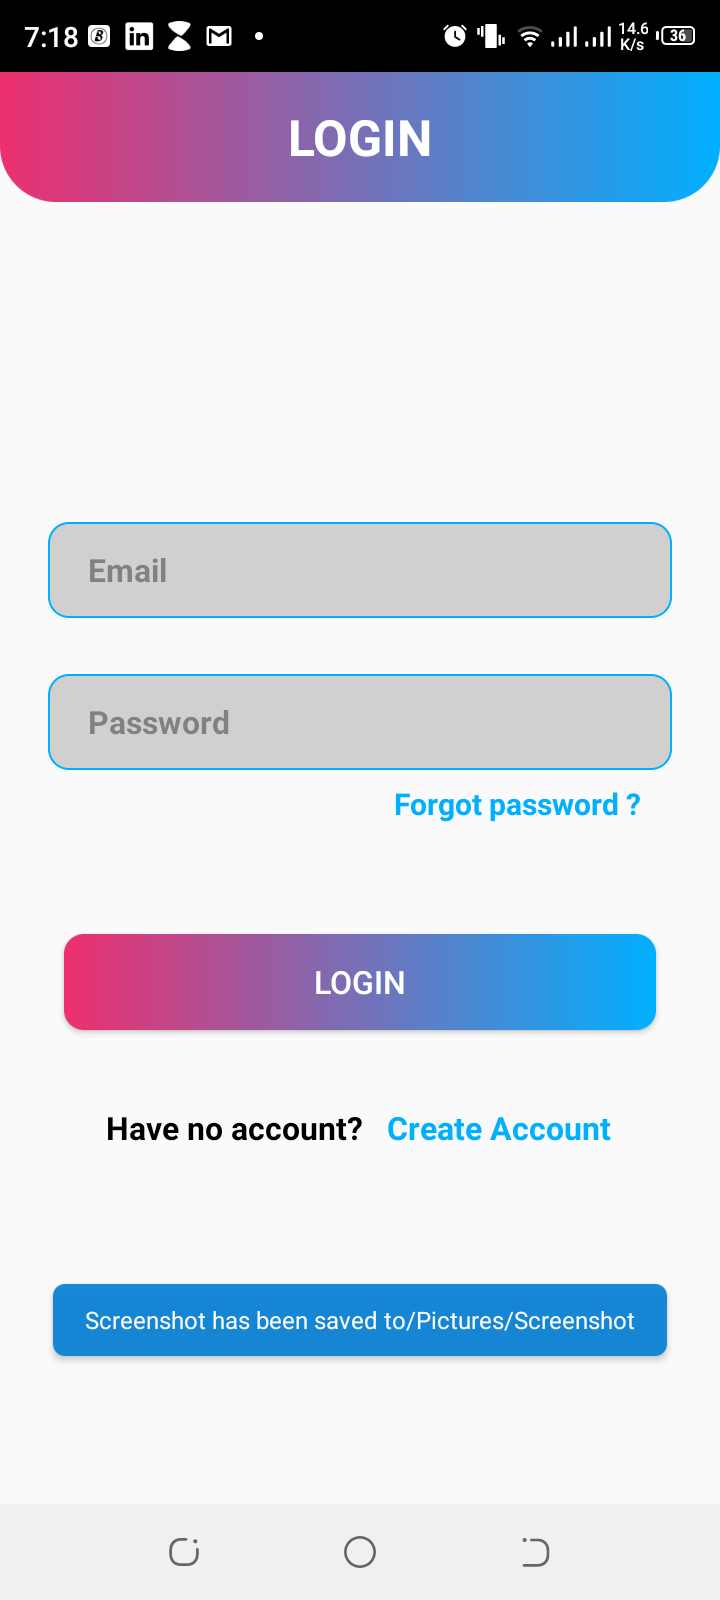 7:18
14.6
K/s
36
LOGIN
Email
Password
Forgot password ?
LOGIN
Have no account? Create Account
Screenshot has been saved to/Pictures/Screenshot